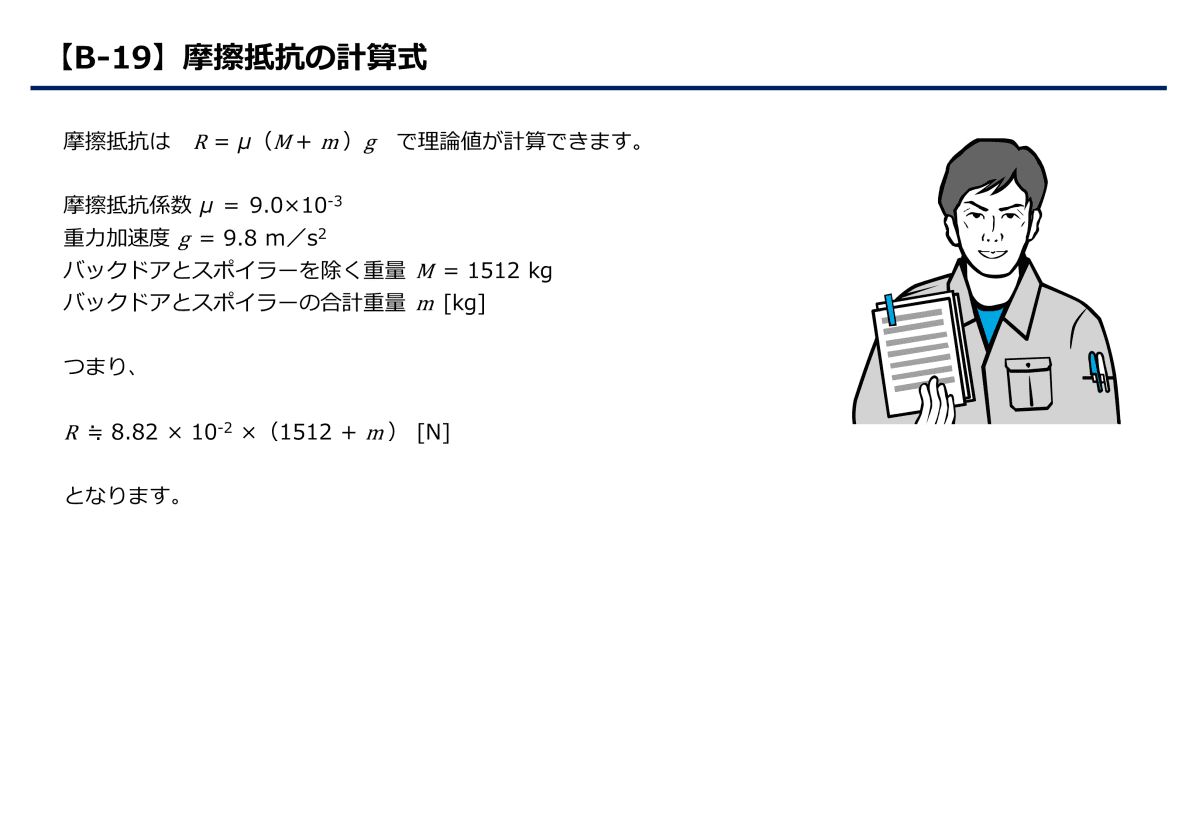 【B-19】摩擦抵抗の計算式
摩擦抵抗は　R = μ（M + m）g　で理論値が計算できます。
摩擦抵抗係数 μ = 9.0×10⁻³
重力加速度 g = 9.8 m／s²
バックドアとスポイラーを除く重量 M = 1512 kg
バックドアとスポイラーの合計重量 m [kg]
つまり、
R ≒ 8.82 × 10⁻² ×（1512 + m） [N]
となります。